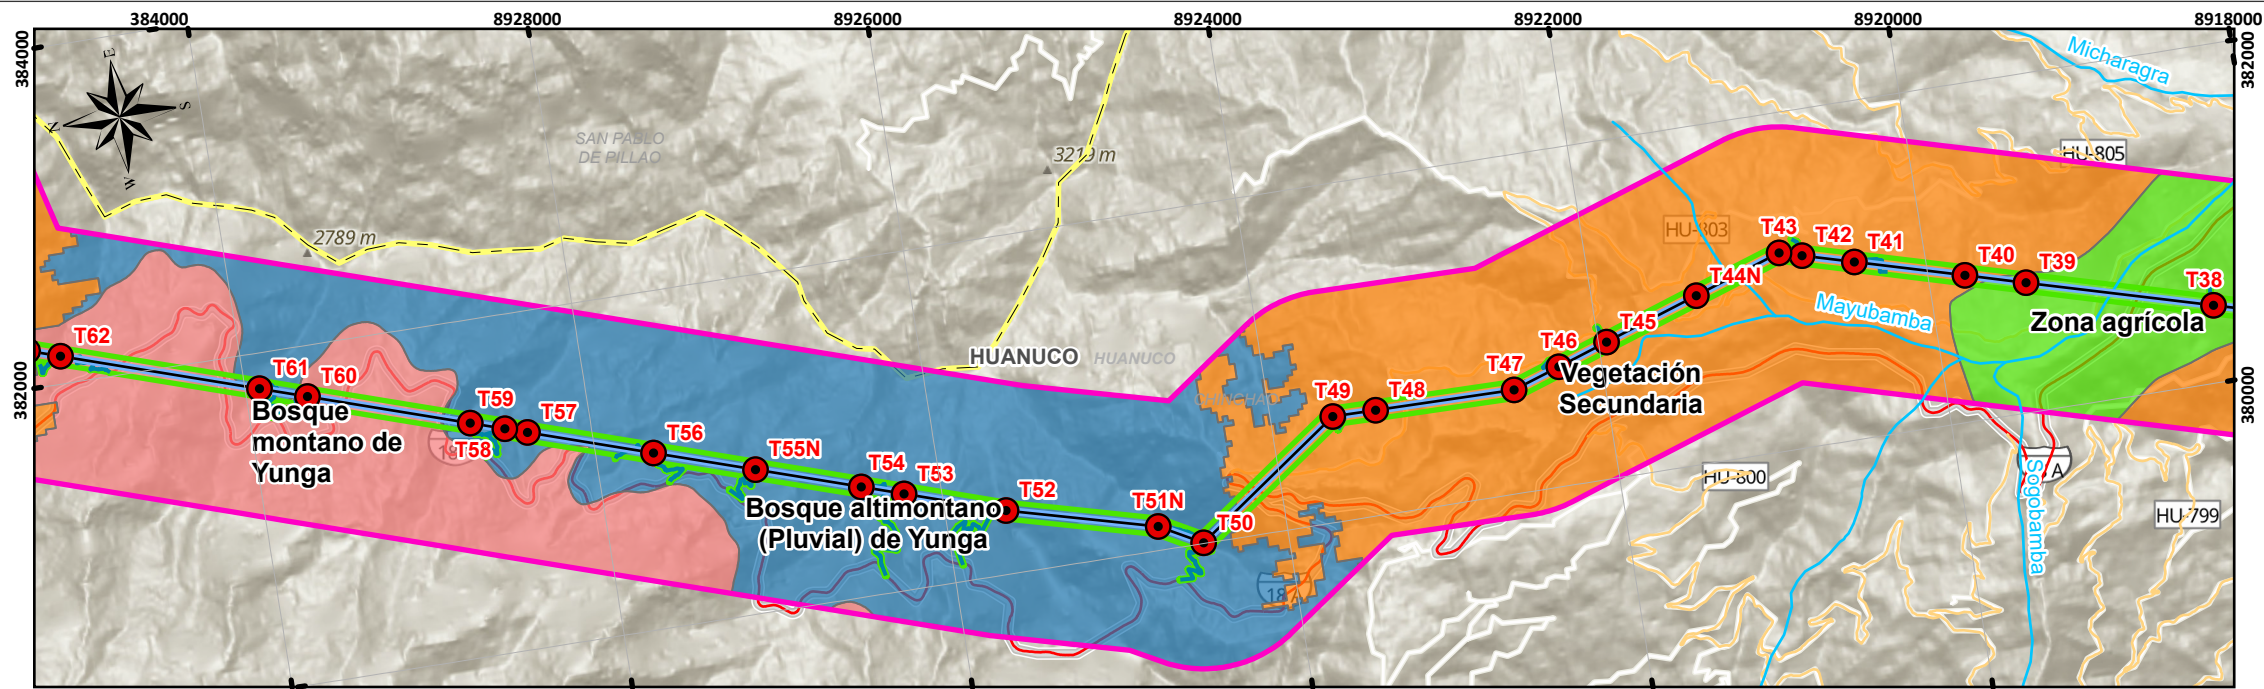 384000
8928000
8926000
8924000
8922000
8920000
8918000
384000
382000
E
S
N
W
Micharagra
SAN PABLO
DE PILLAO
3219 m
HU-805
2789 m
HU-803
T43
T42
T41
T40
T39
T38
T44N
Mayubamba
Zona agrícola
T45
T46
T47
T62
T61
T60
HUANUCO
HUANUCO
382000
380000
Vegetación
Secundaria
T49
T48
Bosque
montano de
Yunga
T59
T57
T58
T56
T55N
T54
T53
T52
T51N
T50
Bosque altimontano
(Pluvial) de Yunga
HU-800
A
Sogobamba
HU-799